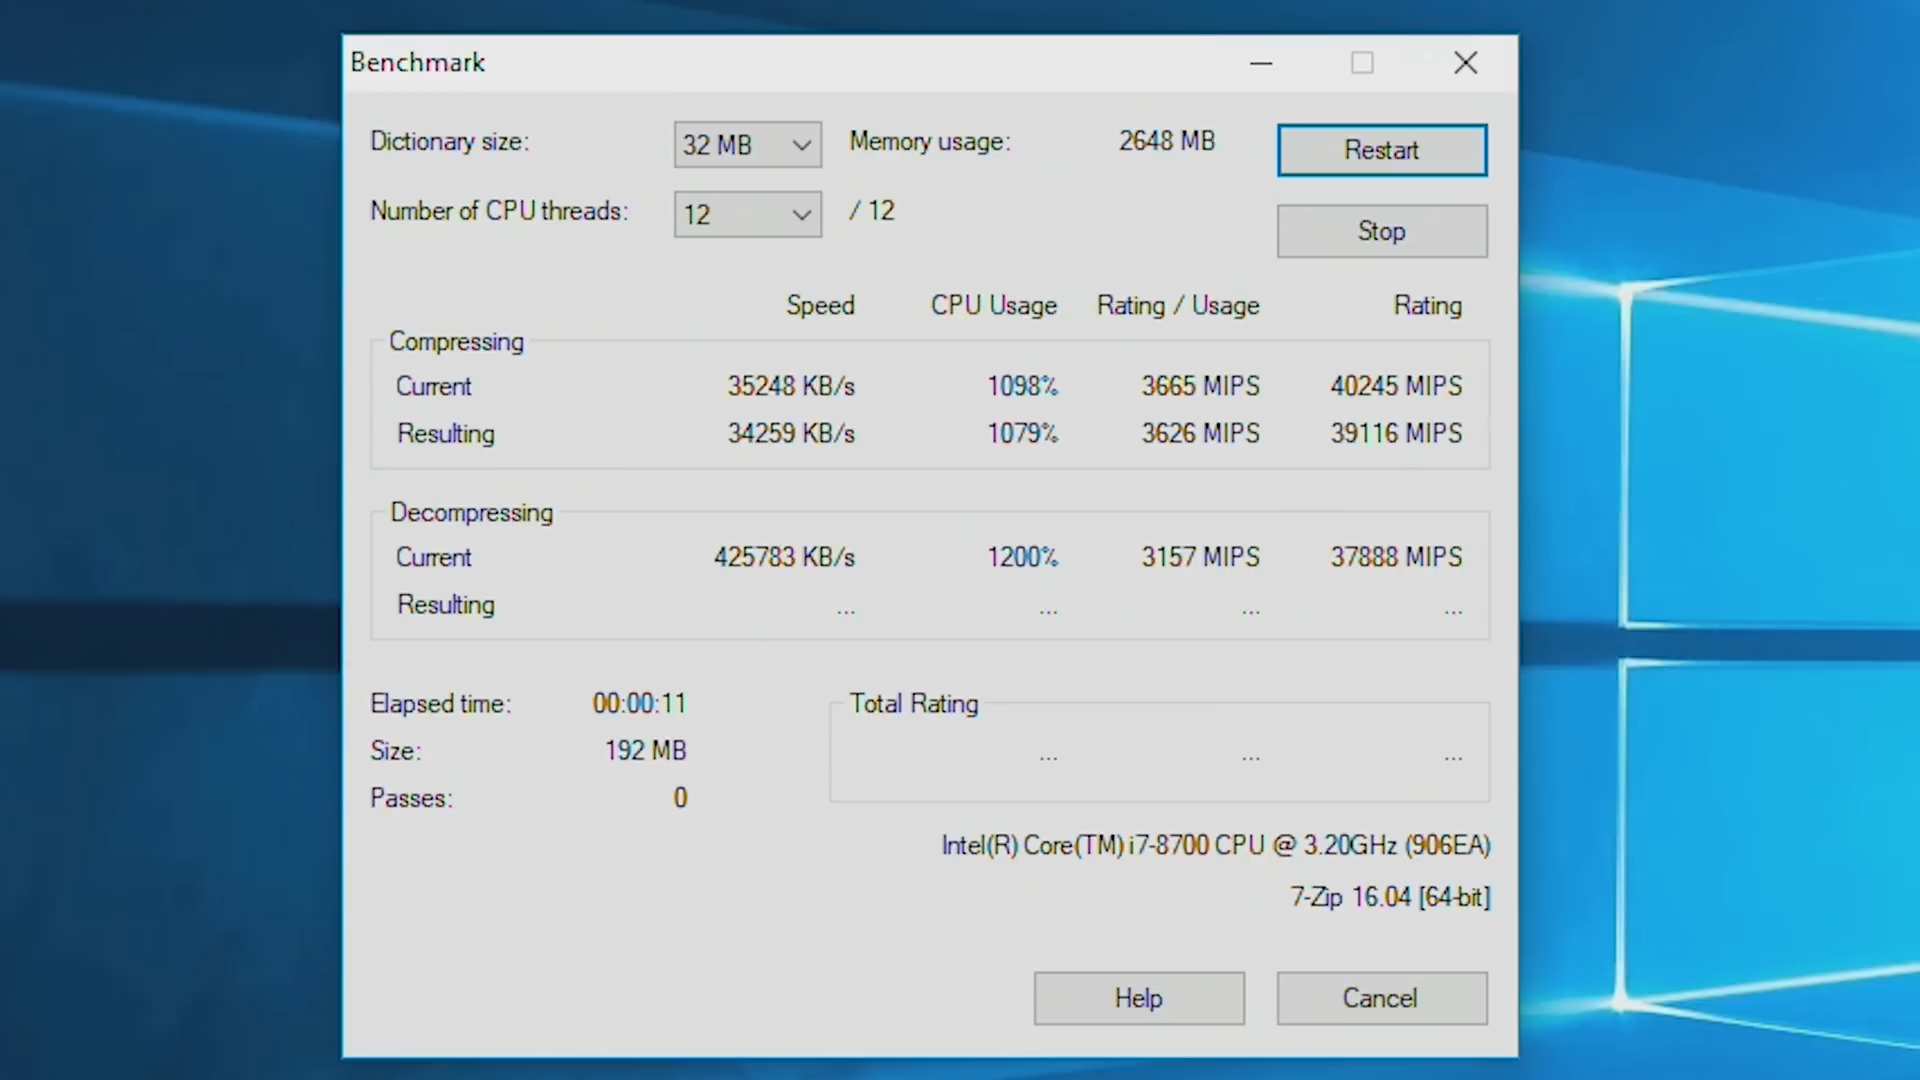 Benchmark
Dictionary size: 32 MB Memory usage: 2648 MB Restart
Number of CPU threads: 12 / 12 Stop
Speed CPU Usage Rating / Usage Rating
Compressing
Current 35248 KB/s 1098% 3665 MIPS 40245 MIPS
Resulting 34259 KB/s 1079% 3626 MIPS 39116 MIPS
Decompressing
Current 425783 KB/s 1200% 3157 MIPS 37888 MIPS
Resulting ... ... ... ...
Elapsed time: 00:00:11 Total Rating
Size: 192 MB ... ... ...
Passes: 0
Intel(R) Core(TM) i7-8700 CPU @ 3.20GHz (906EA)
7-Zip 16.04 [64-bit]
Help Cancel